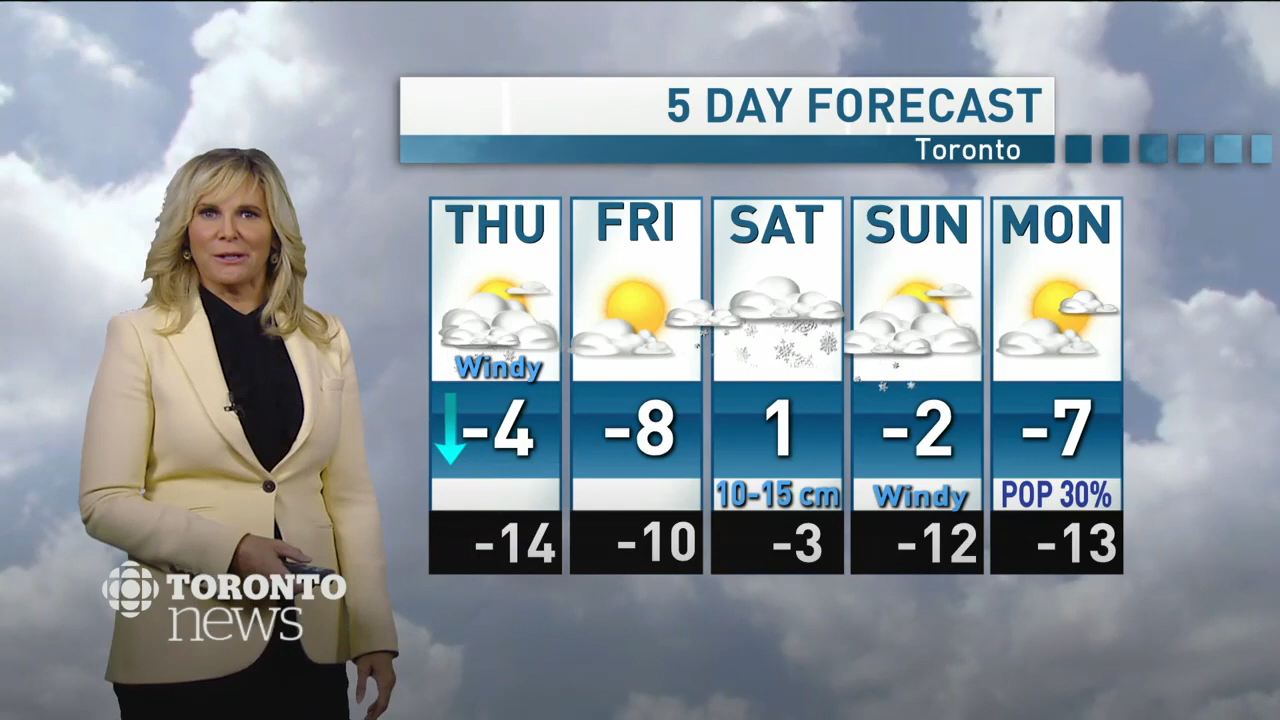 5 DAY FORECAST
Toronto
THU FRI SAT SUN MON
Windy
-4 -8 1 -2 -7
10-15 cm Windy POP 30%
-14 -10 -3 -12 -13
TORONTO
news